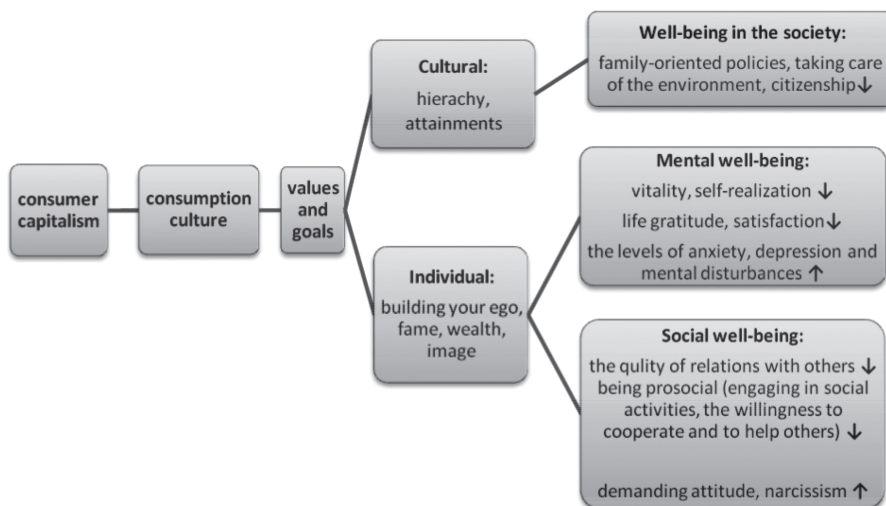 consumer
capitalism
consumption
culture
values
and
goals
Cultural:
hierachy,
attainments
Individual:
building your ego,
fame, wealth,
image
Well-being in the society:
family-oriented policies, taking care
of the environment, citizenship↓
Mental well-being:
vitality, self-realization ↓
life gratitude, satisfaction↓
the levels of anxiety, depression and
mental disturbances ↑
Social well-being:
the qulity of relations with others ↓
being prosocial (engaging in social
activities, the willingness to
cooperate and to help others) ↓
demanding attitude, narcissism ↑